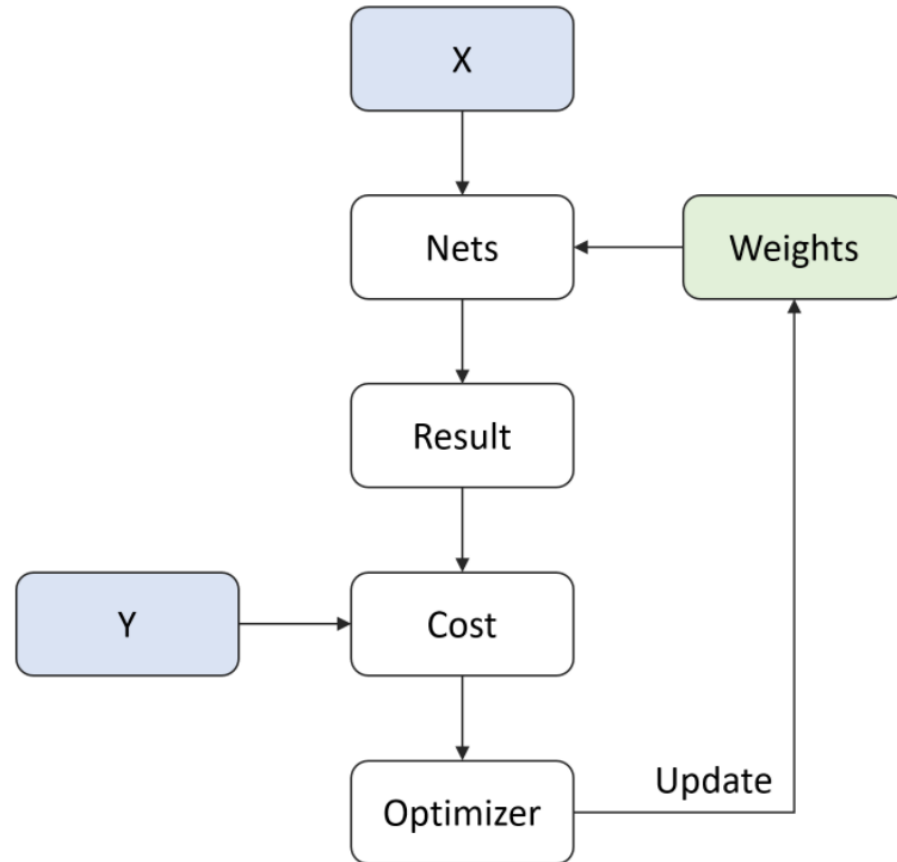 X
Nets
Weights
Result
Y
Cost
Update
Optimizer